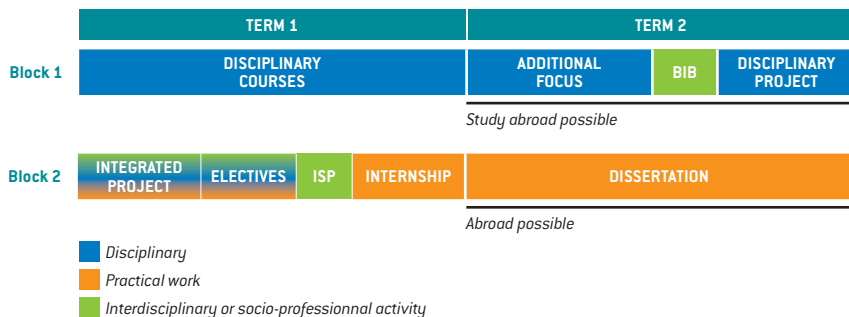 TERM 1
TERM 2
Block 1
DISCIPLINARY
COURSES
ADDITIONAL
FOCUS
BIB
DISCIPLINARY
PROJECT
Study abroad possible
Block 2
INTEGRATED
PROJECT
ELECTIVES
ISP
INTERNSHIP
DISSERTATION
Abroad possible
Disciplinary
Practical work
Interdisciplinary or socio-professionnal activity